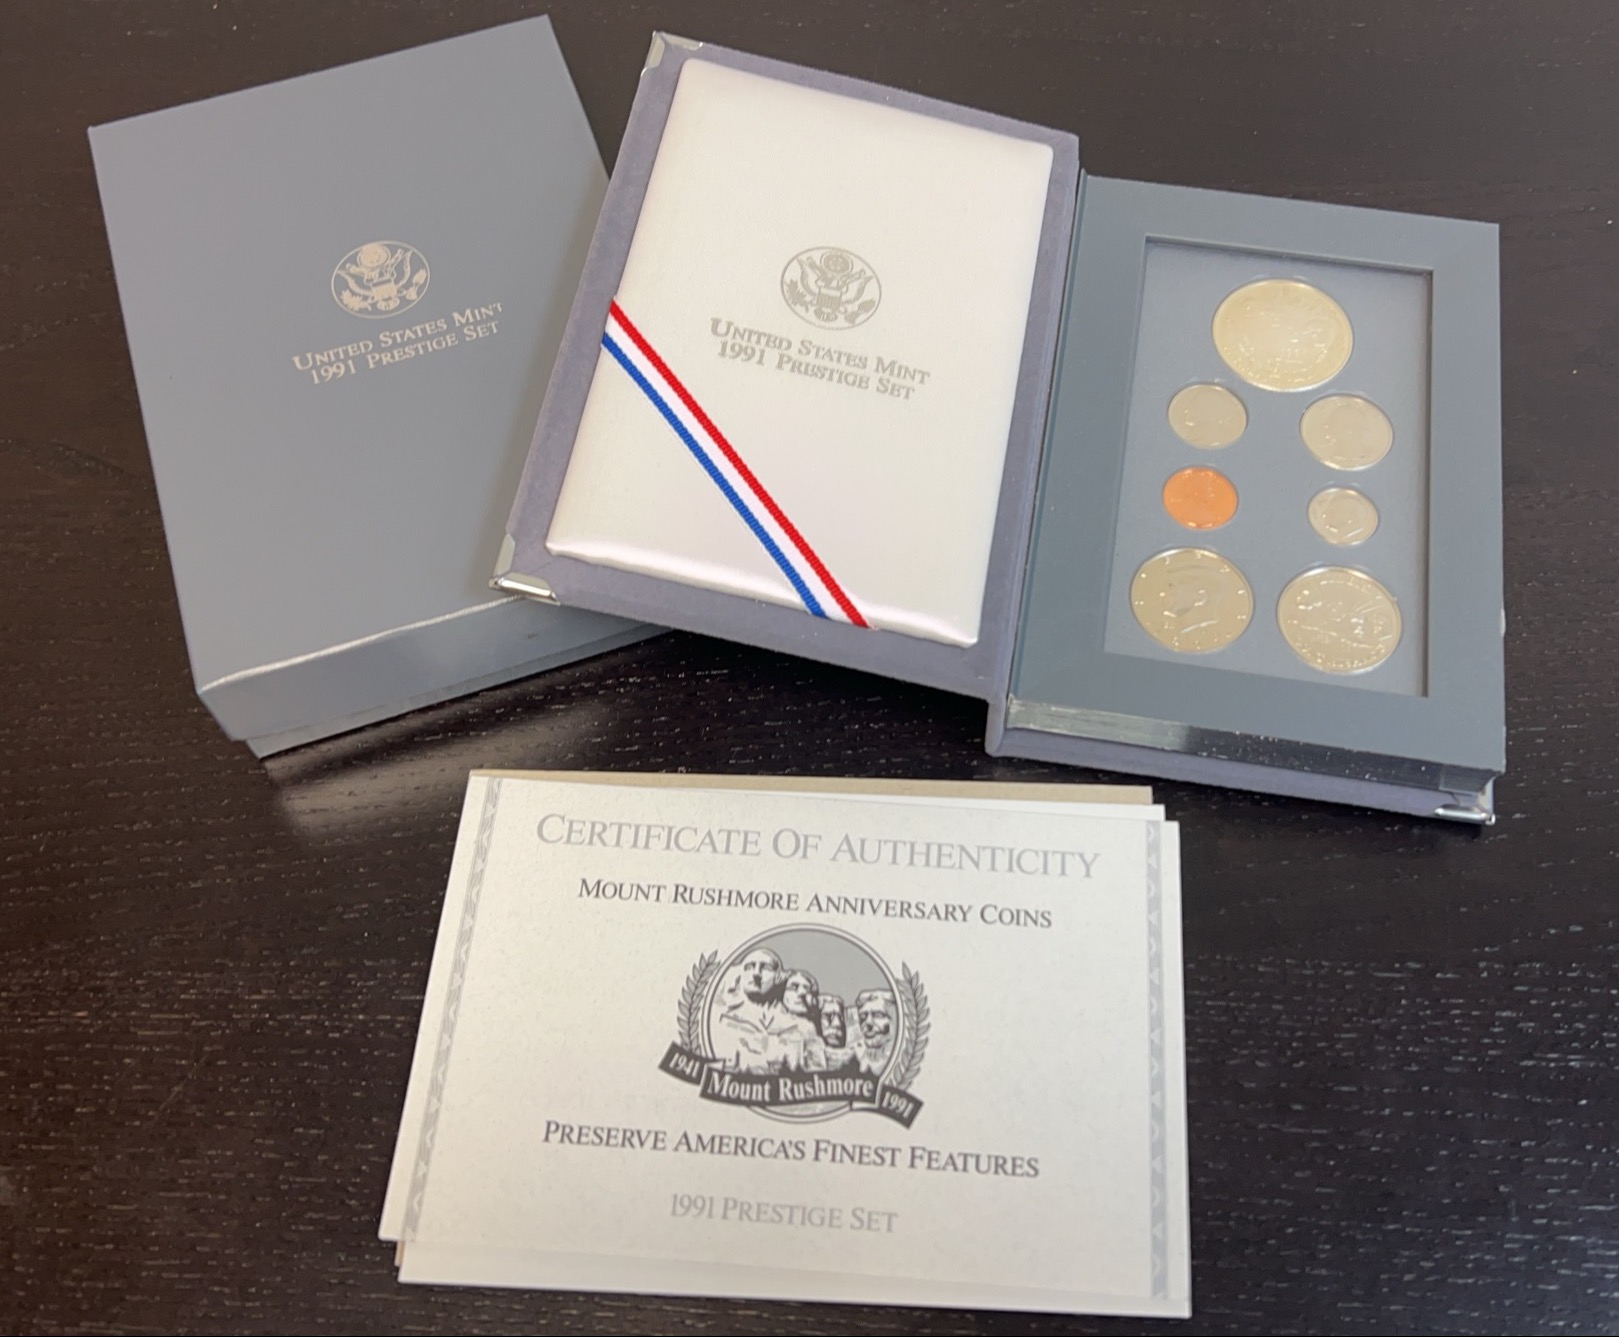 UNITED STATES MINT
1991 PRESTIGE SET
UNITED STATES MINT
1991 PRESTIGE SET
CERTIFICATE OF AUTHENTICITY
MOUNT RUSHMORE ANNIVERSARY COINS
1941 Mount Rushmore 1991
PRESERVE AMERICA'S FINEST FEATURES
1991 PRESTIGE SET